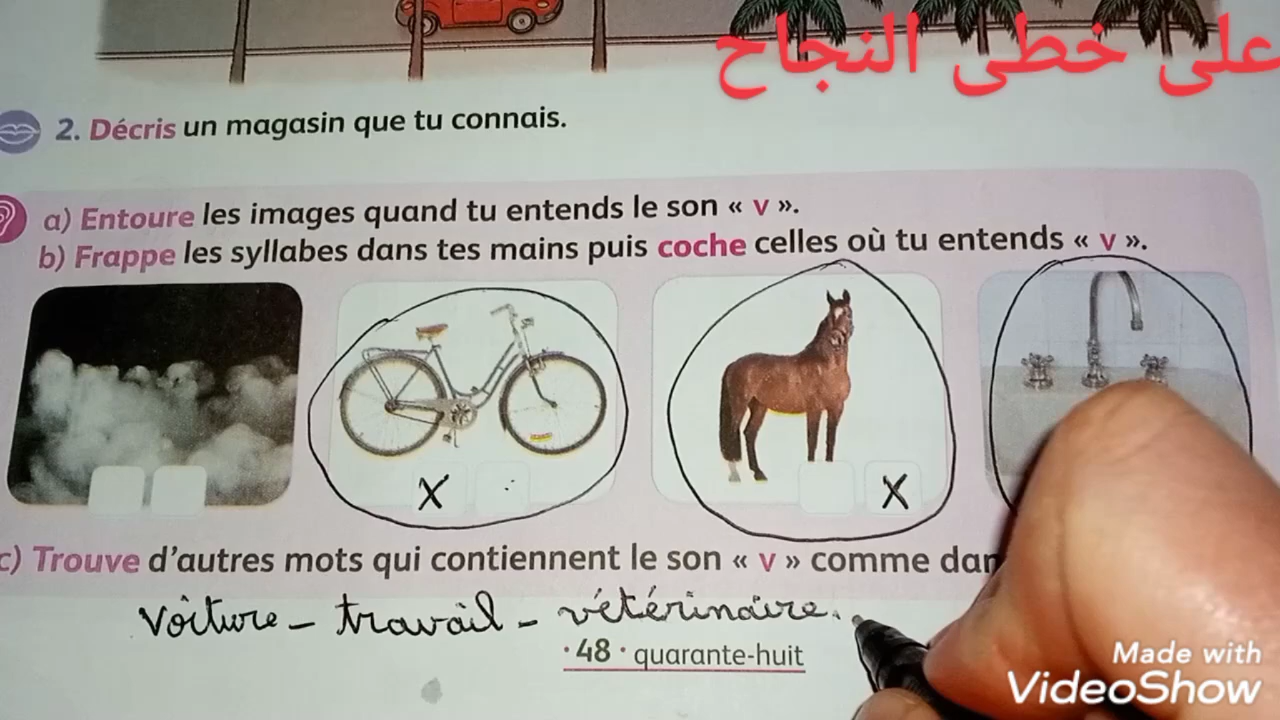 على خطى النجاح
2. Décris un magasin que tu connais.
a) Entoure les images quand tu entends le son « v ».
b) Frappe les syllabes dans tes mains puis coche celles où tu entends « v ».
X
X
c) Trouve d'autres mots qui contiennent le son « v » comme dan
voiture - travail - vétérinaire.
· 48 · quarante-huit
Made with
VideoShow